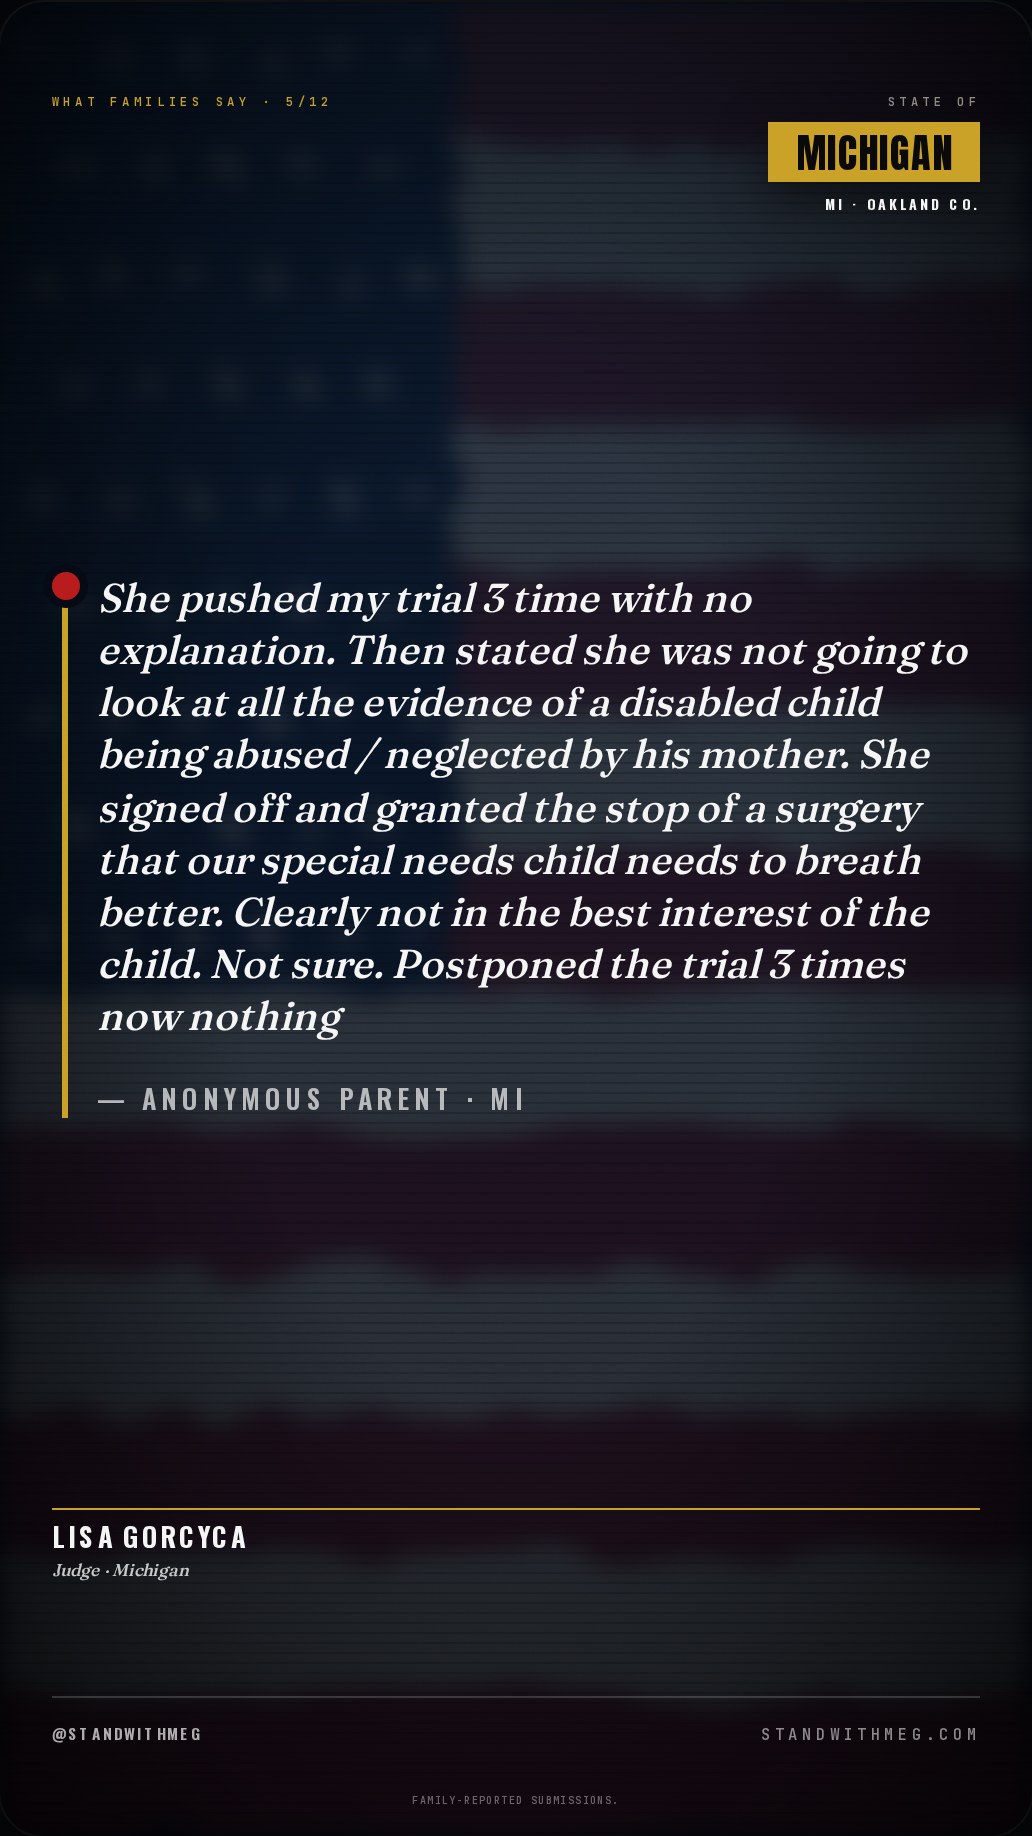 WHAT FAMILIES SAY · 5/12
STATE OF
MICHIGAN
MI · OAKLAND CO.
She pushed my trial 3 time with no
explanation. Then stated she was not going to
look at all the evidence of a disabled child
being abused / neglected by his mother. She
signed off and granted the stop of a surgery
that our special needs child needs to breath
better. Clearly not in the best interest of the
child. Not sure. Postponed the trial 3 times
now nothing
— ANONYMOUS PARENT · MI
LISA GORCYCA
Judge · Michigan
@STANDWITHMEG
STANDWITHMEG.COM
FAMILY-REPORTED SUBMISSIONS.